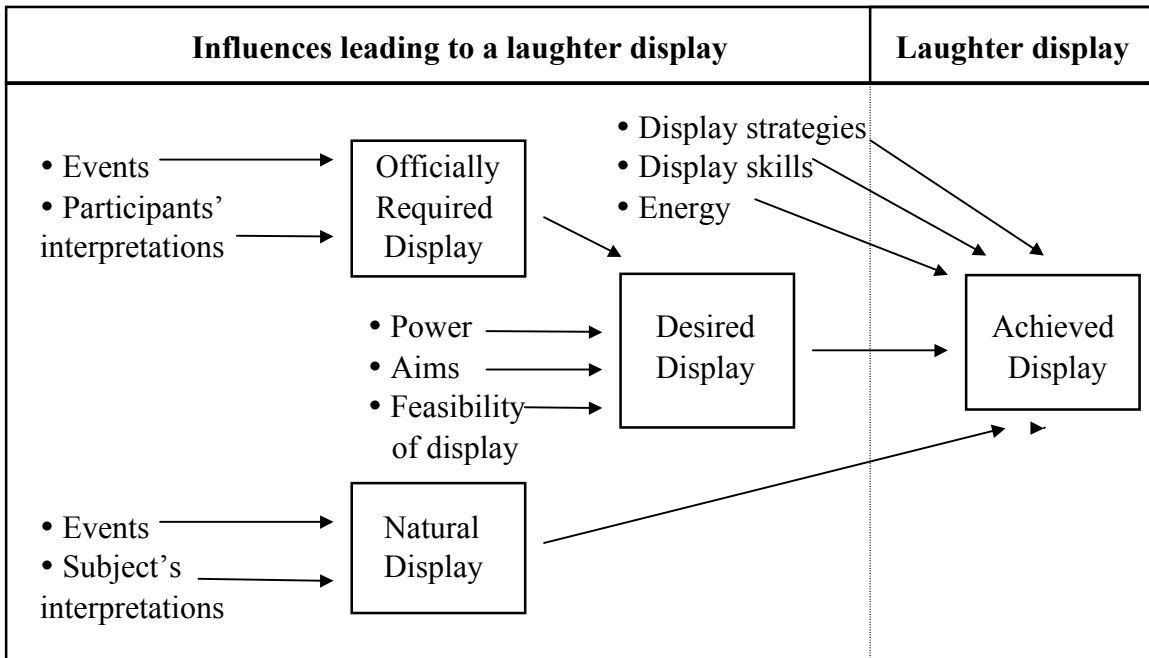 Influences leading to a laughter display
Laughter display
• Events
• Participants’
interpretations
Officially
Required
Display
• Display strategies
• Display skills
• Energy
• Power
• Aims
• Feasibility
of display
Desired
Display
Achieved
Display
• Events
• Subject’s
interpretations
Natural
Display